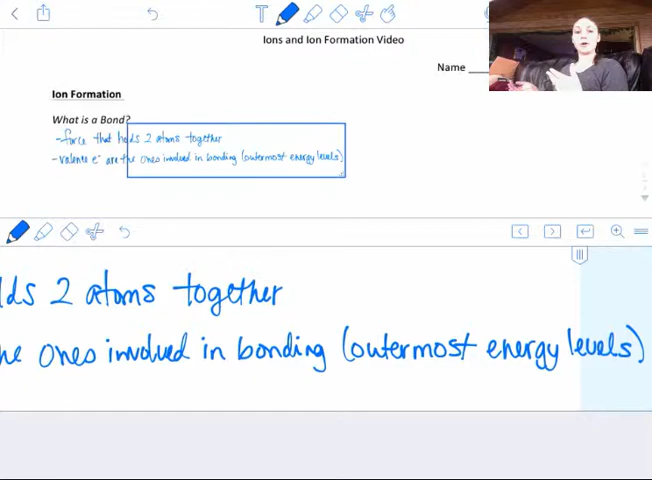 Ions and Ion Formation Video
Name
Ion Formation
What is a Bond?
-force that holds 2 atoms together
-valence e⁻ are the ones involved in bonding (outermost energy levels)
lds 2 atoms together
he ones involved in bonding (outermost energy levels)